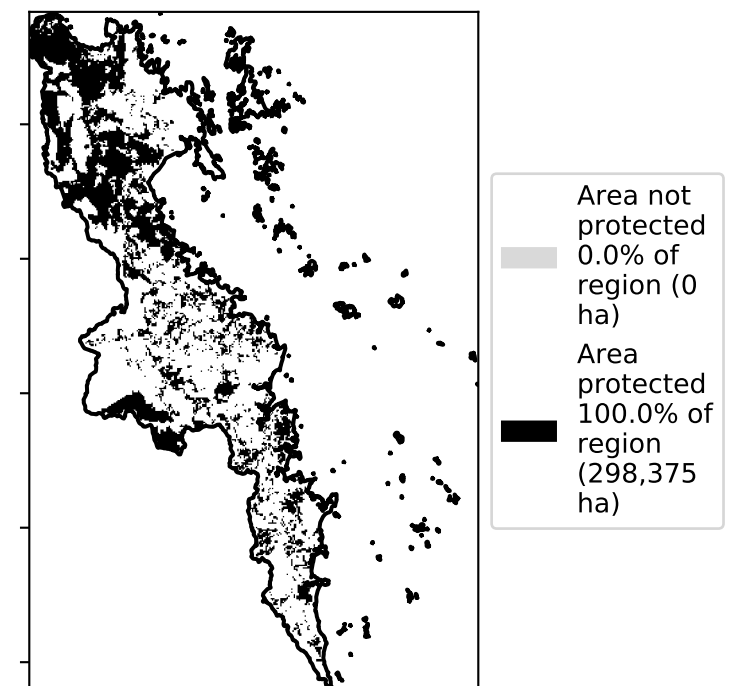 Area not
protected
0.0% of
region (0
ha)
Area
protected
100.0% of
region
(298,375
ha)